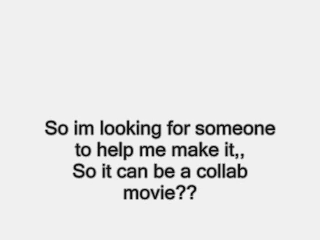 So im looking for someone
to help me make it,,
So it can be a collab
movie??